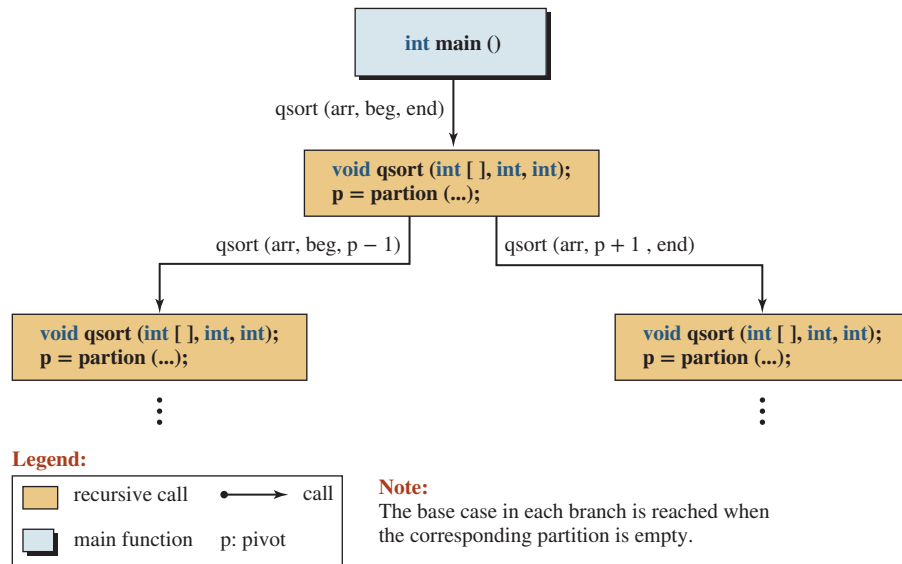 int main ()
qsort (arr, beg, end)
void qsort (int [ ], int, int);
p = partion (...);
qsort (arr, beg, p − 1)
qsort (arr, p + 1 , end)
void qsort (int [ ], int, int);
p = partion (...);
void qsort (int [ ], int, int);
p = partion (...);
Legend:
recursive call
call
main function
p: pivot
Note:
The base case in each branch is reached when
the corresponding partition is empty.